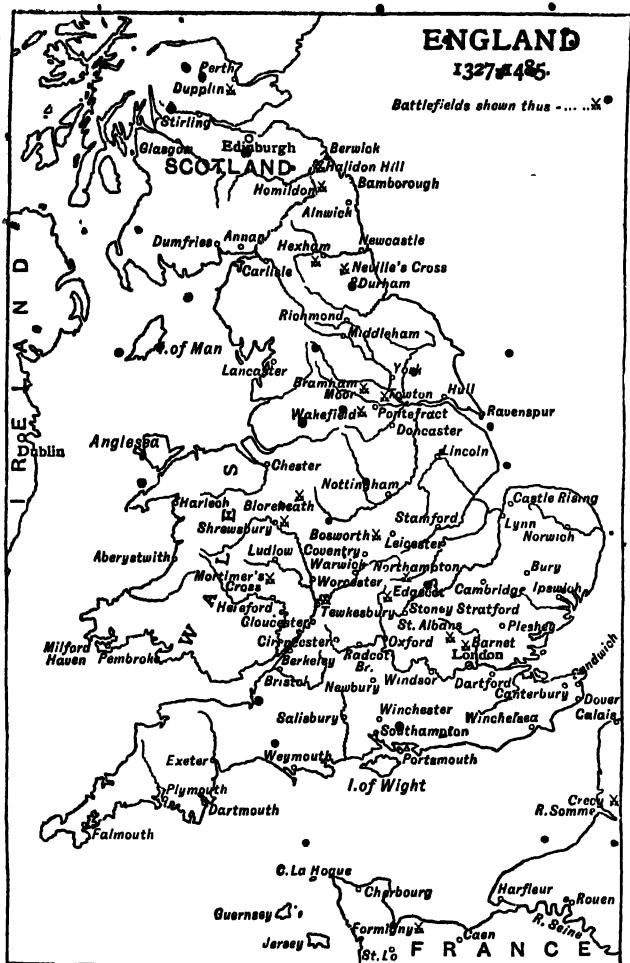 ENGLAND
1327-1485.
Battlefields shown thus - ... ..
Perth
Dupplin
Stirling
Glasgow
Edinburgh
SCOTLAND
Berwick
Halidon Hill
Homildon
Bamborough
Alnwick
Dumfries
Annan
Hexham
Newcastle
Carlisle
Neville's Cross
Durham
Richmond
Middleham
I. of Man
Lancaster
York
Bramham
Moor
Towton
Hull
Wakefield
Pontefract
Ravenspur
Doncaster
IRELAND
Dublin
Anglesea
Chester
Lincoln
Nottingham
Harlech
Bloreheath
Castle Rising
Shrewsbury
Stamford
Lynn
Norwich
Bosworth
Leicester
Aberystwith
WALES
Ludlow
Coventry
Warwick
Northampton
Bury
Mortimer's
Cross
Worcester
Edgecot
Cambridge
Ipswich
Hereford
Tewkesbury
Stoney Stratford
Gloucester
St. Albans
Pleshey
Milford
Haven
Pembroke
Cirencester
Oxford
Barnet
London
Berkeley
Radcot
Br.
Windsor
Dartford
Sandwich
Bristol
Newbury
Canterbury
Dover
Calais
Salisbury
Winchester
Winchelsea
Southampton
Exeter
Weymouth
Portsmouth
I. of Wight
Plymouth
Dartmouth
Falmouth
Crecy
R. Somme
C. La Hogue
Cherbourg
Harfleur
Rouen
Guernsey
R. Seine
Formigny
Caen
Jersey
St. Lo
FRANCE